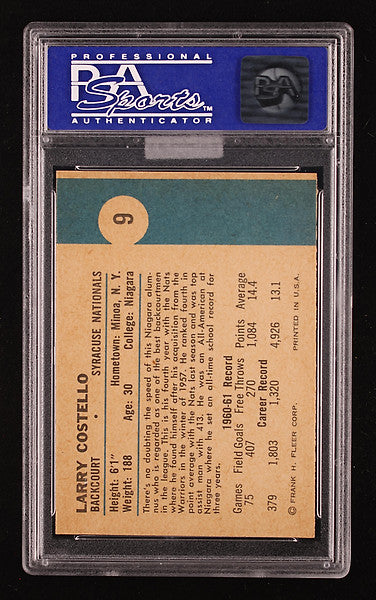 PROFESSIONAL
PSA
Sports™
AUTHENTICATOR
PSA
9
LARRY COSTELLO
BACKCOURT • SYRACUSE NATIONALS
Height: 6'1" Hometown: Minoa, N. Y.
Weight: 188 Age: 30 College: Niagara
There's no doubting the speed of this Niagara alum-
nus who is regarded as one of the best backcourtmen
in the league. This is his fourth year with the Nats
where he found himself after his acquisition from the
Warriors in the winter of 1957. He ranked fourth in
point average with the Nats last season and was top
assist man with 413. He was an All-American at
Niagara where he set an all-time school record for
three years.
1960-61 Record
Games Field Goals Free Throws Points Average
75 407 270 1,084 14.4
Career Record
379 1,803 1,320 4,926 13.1
© FRANK H. FLEER CORP. PRINTED IN U.S.A.